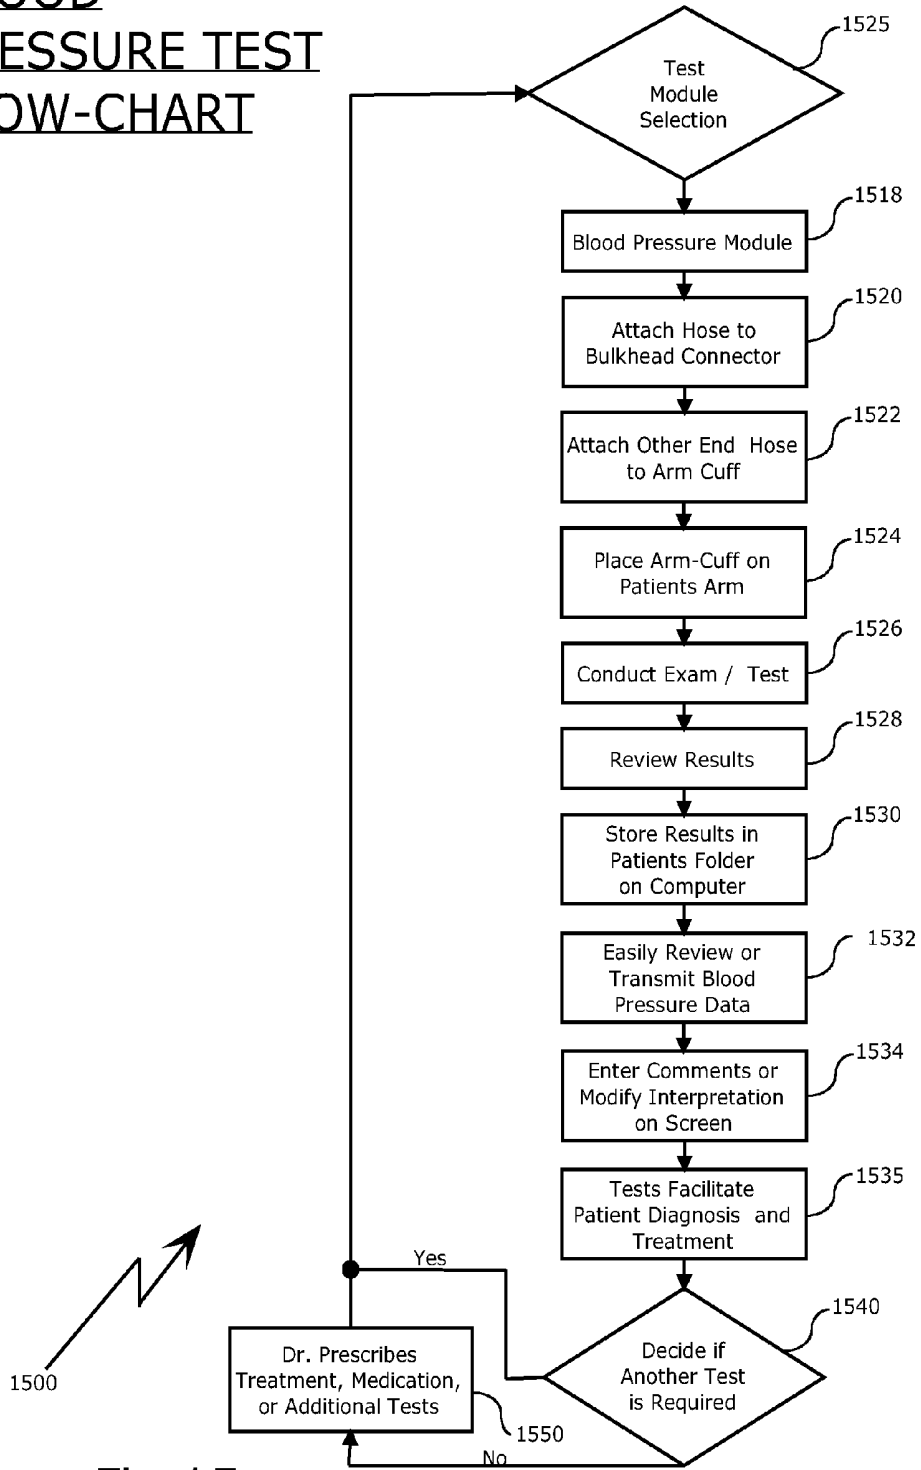 OOD
ESSURE TEST
OW-CHART
1525
Test
Module
Selection
1518
Blood Pressure Module
1520
Attach Hose to
Bulkhead Connector
1522
Attach Other End Hose
to Arm Cuff
1524
Place Arm-Cuff on
Patients Arm
1526
Conduct Exam / Test
1528
Review Results
1530
Store Results in
Patients Folder
on Computer
1532
Easily Review or
Transmit Blood
Pressure Data
1534
Enter Comments or
Modify Interpretation
on Screen
1535
Tests Facilitate
Patient Diagnosis and
Treatment
Yes
1540
Decide if
Another Test
is Required
Dr. Prescribes
Treatment, Medication,
or Additional Tests
1500
1550
No